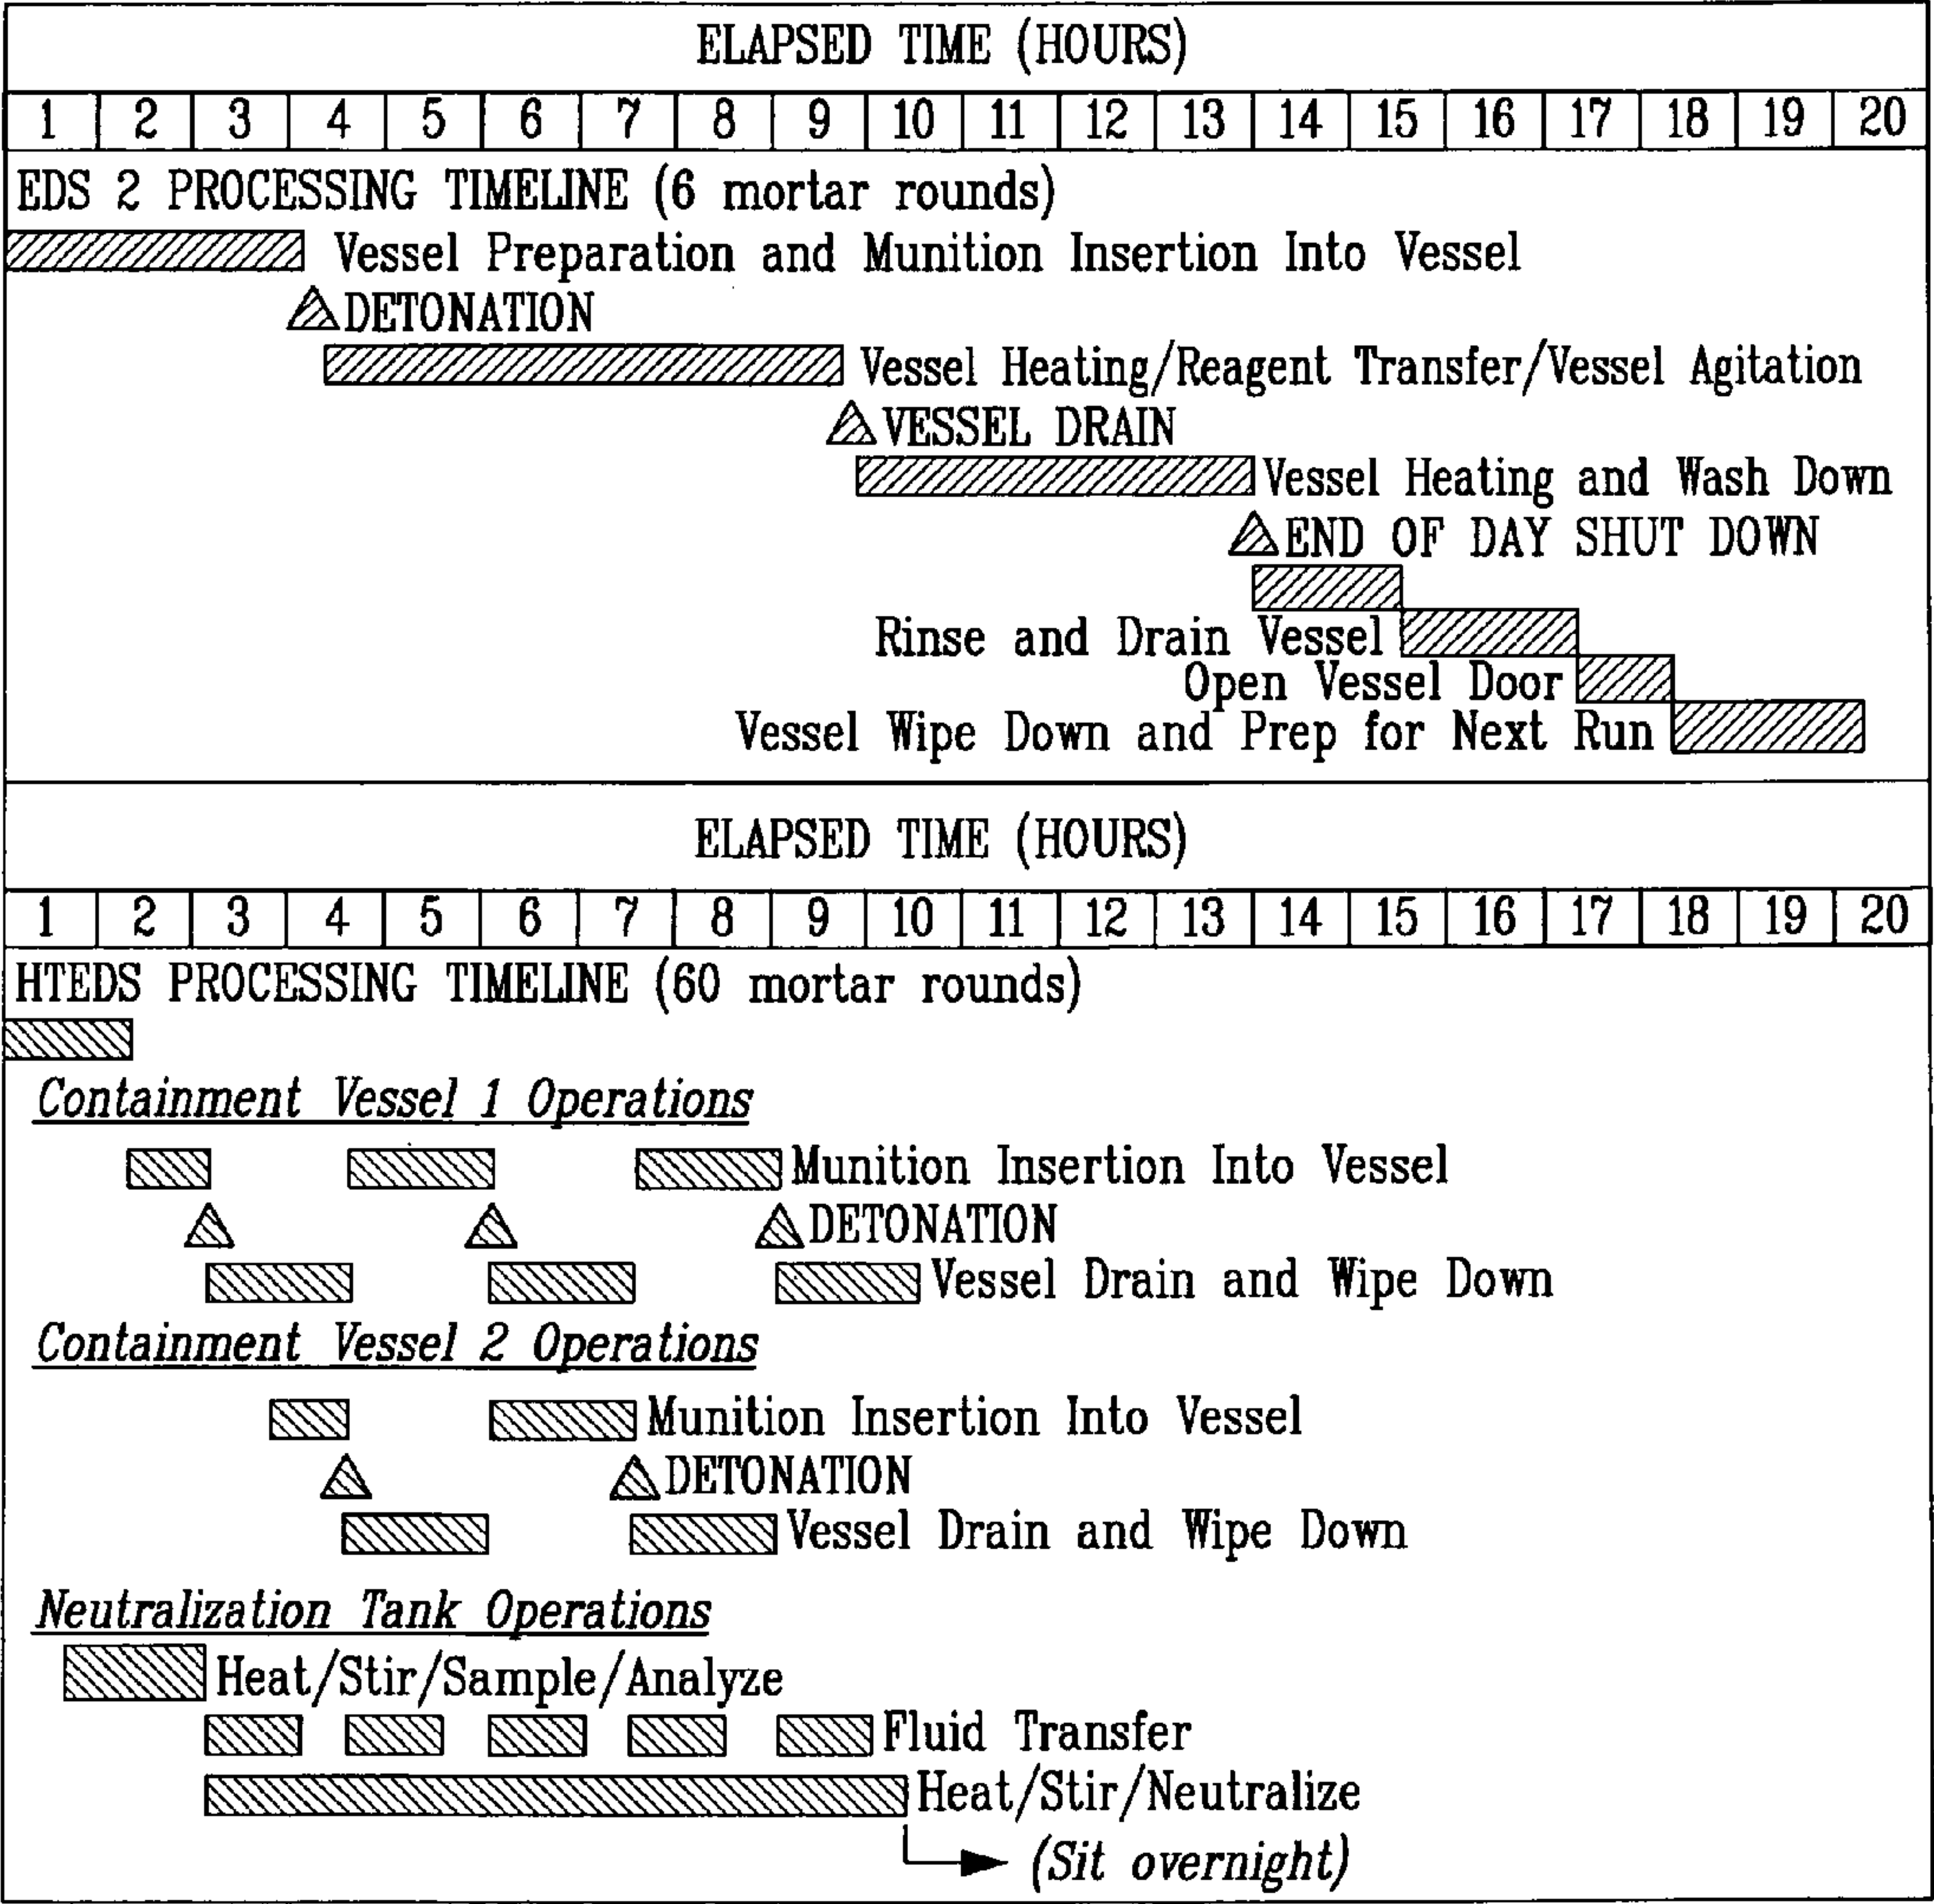 ELAPSED TIME (HOURS)
1 2 3 4 5 6 7 8 9 10 11 12 13 14 15 16 17 18 19 20
EDS 2 PROCESSING TIMELINE (6 mortar rounds)
Vessel Preparation and Munition Insertion Into Vessel
DETONATION
Vessel Heating/Reagent Transfer/Vessel Agitation
VESSEL DRAIN
Vessel Heating and Wash Down
END OF DAY SHUT DOWN
Rinse and Drain Vessel
Open Vessel Door
Vessel Wipe Down and Prep for Next Run
ELAPSED TIME (HOURS)
1 2 3 4 5 6 7 8 9 10 11 12 13 14 15 16 17 18 19 20
HTEDS PROCESSING TIMELINE (60 mortar rounds)
Containment Vessel 1 Operations
Munition Insertion Into Vessel
DETONATION
Vessel Drain and Wipe Down
Containment Vessel 2 Operations
Munition Insertion Into Vessel
DETONATION
Vessel Drain and Wipe Down
Neutralization Tank Operations
Heat/Stir/Sample/Analyze
Fluid Transfer
Heat/Stir/Neutralize
(Sit overnight)